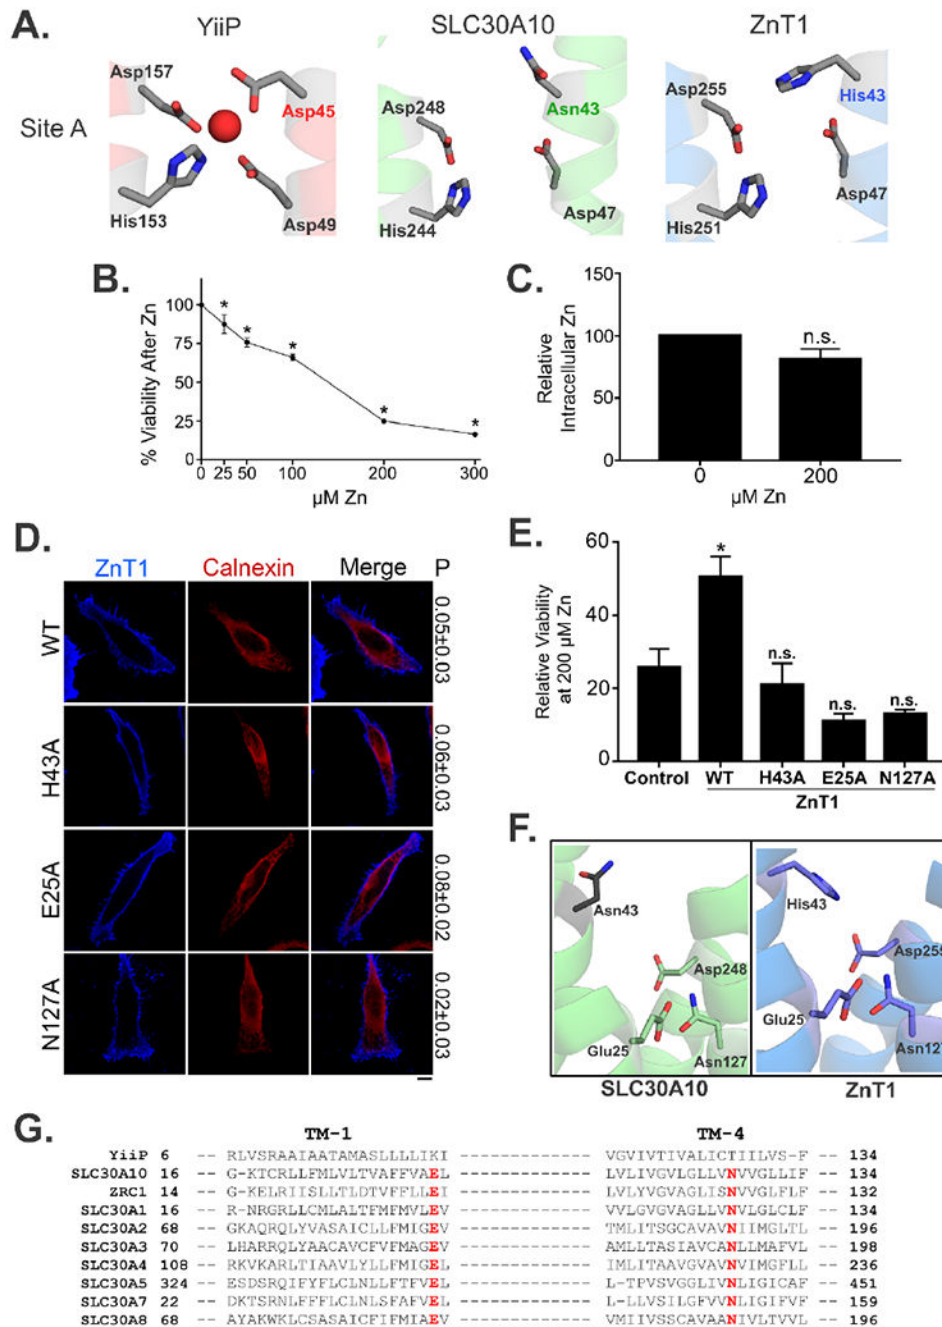 A.
YiiP
SLC30A10
ZnT1
Site A
Asp157
Asp45
His153
Asp49
Asp248
Asn43
His244
Asp47
Asp255
His43
His251
Asp47
B.
% Viability After Zn
100
75
50
25
0
* * * * *
0 25 50 100 200 300
µM Zn
C.
Relative
Intracellular Zn
150
100
50
0
n.s.
0 200
µM Zn
D.
ZnT1 Calnexin Merge P
WT 0.05±0.03
H43A 0.06±0.03
E25A 0.08±0.02
N127A 0.02±0.03
E.
Relative Viability
at 200 µM Zn
60
40
20
0
*
n.s. n.s. n.s.
Control WT H43A E25A N127A
ZnT1
F.
Asn43
Asp248
Glu25
Asn127
SLC30A10
His43
Asp255
Glu25
Asn127
ZnT1
G.
TM-1 TM-4
YiiP 6 -- RLVSRAAIAATAMASLLLLIKI ---------------- VGVIVTIVALICTIILVS-F -- 134
SLC30A10 16 -- G-KTCRLLFMLVLTVAFFVAEL ---------------- VLVLIVGVLGLLVNVVGLLI -- 134
ZRC1 14 -- G-KELRIISLLTLDTVFFLLEI ---------------- VLVLYVGVAGLISNVVGLFLF -- 132
SLC30A1 16 -- R-NRGRLLCMLALTFMFMVLEV ---------------- VVLGVGVAGLLVNVLGLCLF -- 134
SLC30A2 68 -- GKAQRQLYVASAICLLFMIGEV ---------------- TMLITSGCAVAVNIIMGLTL -- 196
SLC30A3 70 -- LHARRQLYAACAVCFVFMAGEV ---------------- AMLLTASIAVCANLLMAFVL -- 198
SLC30A4 108 -- RKVKARLTIAAVLYLLFMIGEL ---------------- IMLITAAVGVAVNVIMGFLL -- 236
SLC30A5 324 -- ESDSRQIFYFLCLNLLFTFVEL ---------------- L-TPVSVGGLIVNLIGICAF -- 451
SLC30A7 22 -- DKTSRNLFFFLCLNLSFAFVEL ---------------- L-LLVSILGFVVNLIGIFVF -- 159
SLC30A8 68 -- AYAKWKLCSASAICFIFMIAEV ---------------- VMIIVSSCAVAANIVLTVVL -- 196